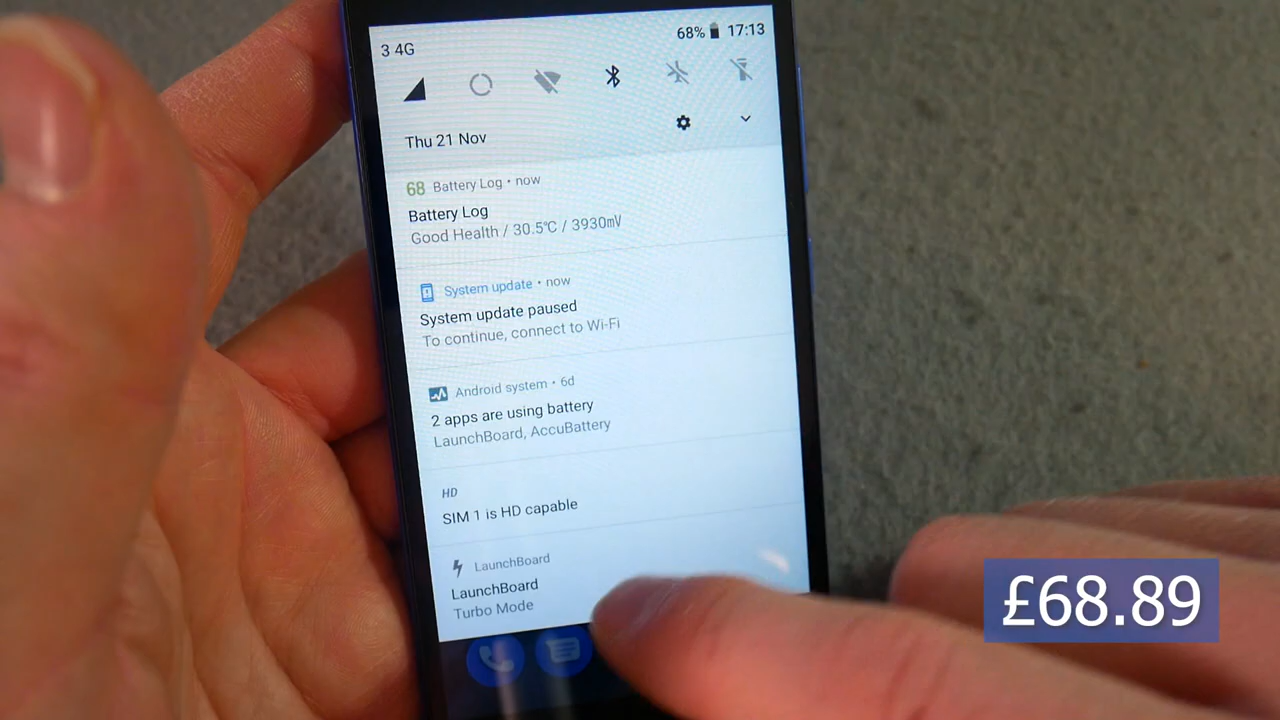 3 4G
68% 17:13
Thu 21 Nov
68 Battery Log • now
Battery Log
Good Health / 30.5°C / 3930mV
System update • now
System update paused
To continue, connect to Wi-Fi
Android system • 6d
2 apps are using battery
LaunchBoard, AccuBattery
HD
SIM 1 is HD capable
LaunchBoard
LaunchBoard
Turbo Mode
£68.89